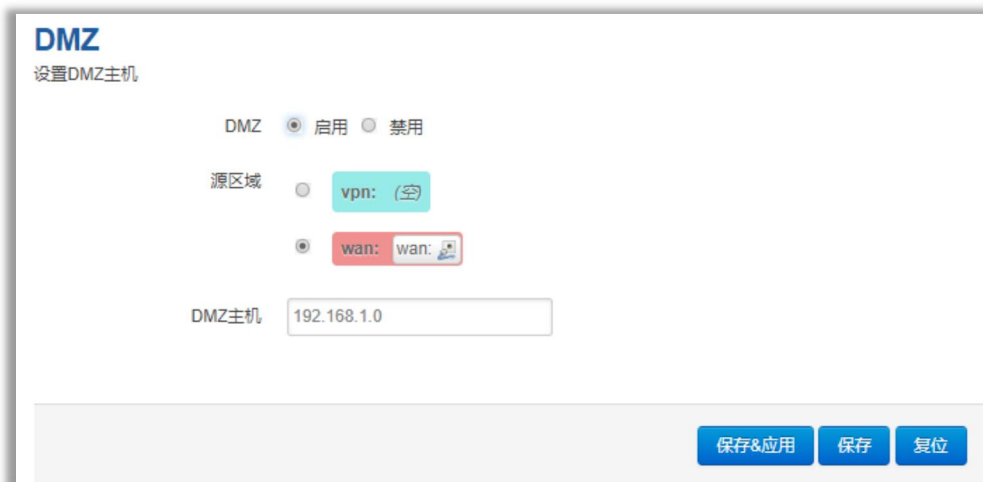 DMZ
设置DMZ主机
DMZ 启用 禁用
源区域 vpn: (空)
wan: wan:
DMZ主机 192.168.1.0
保存&应用 保存 复位